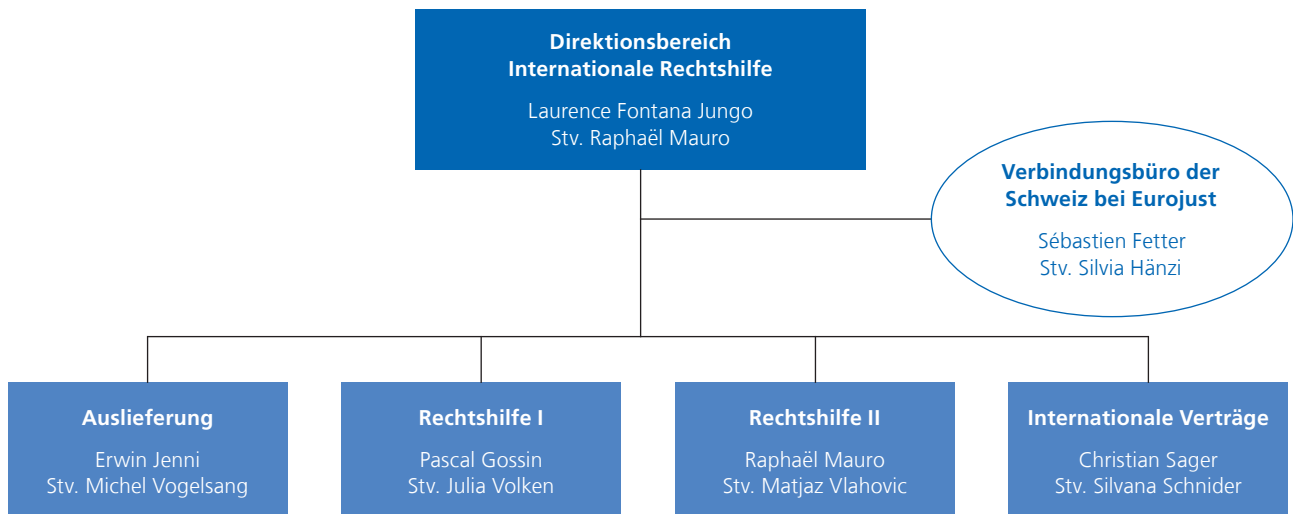 Direktionsbereich
Internationale Rechtshilfe
Laurence Fontana Jungo
Stv. Raphaël Mauro
Verbindungsbüro der
Schweiz bei Eurojust
Sébastien Fetter
Stv. Silvia Hänzi
Auslieferung
Erwin Jenni
Stv. Michel Vogelsang
Rechtshilfe I
Pascal Gossin
Stv. Julia Volken
Rechtshilfe II
Raphaël Mauro
Stv. Matjaz Vlahovic
Internationale Verträge
Christian Sager
Stv. Silvana Schnider